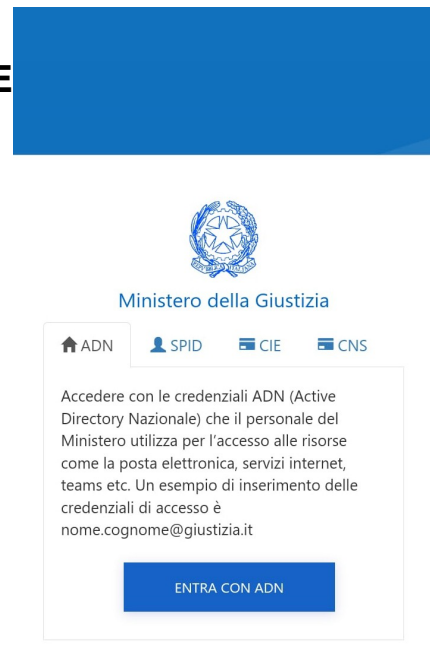 E
Ministero della Giustizia
ADN SPID CIE CNS
Accedere con le credenziali ADN (Active
Directory Nazionale) che il personale del
Ministero utilizza per l'accesso alle risorse
come la posta elettronica, servizi internet,
teams etc. Un esempio di inserimento delle
credenziali di accesso è
nome.cognome@giustizia.it
ENTRA CON ADN